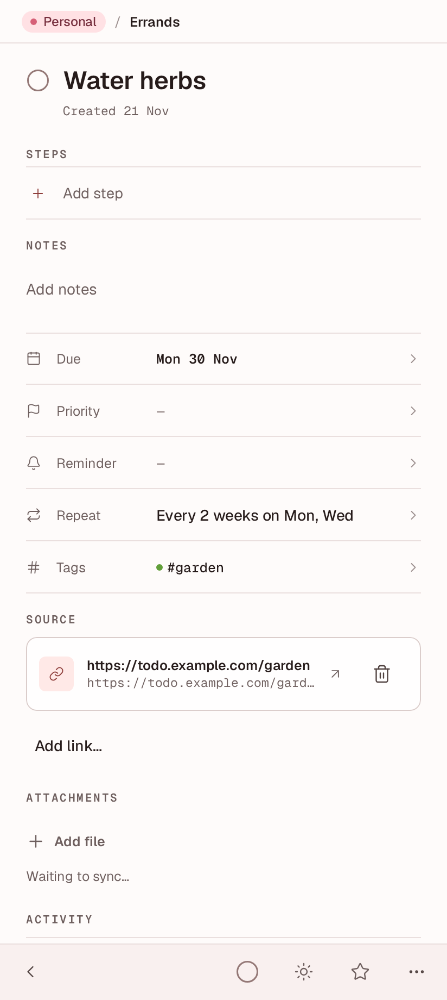 Personal / Errands
Water herbs
Created 21 Nov
STEPS
Add step
NOTES
Add notes
Due Mon 30 Nov
Priority –
Reminder –
Repeat Every 2 weeks on Mon, Wed
Tags #garden
SOURCE
https://todo.example.com/garden
https://todo.example.com/gard…
Add link…
ATTACHMENTS
Add file
Waiting to sync…
ACTIVITY